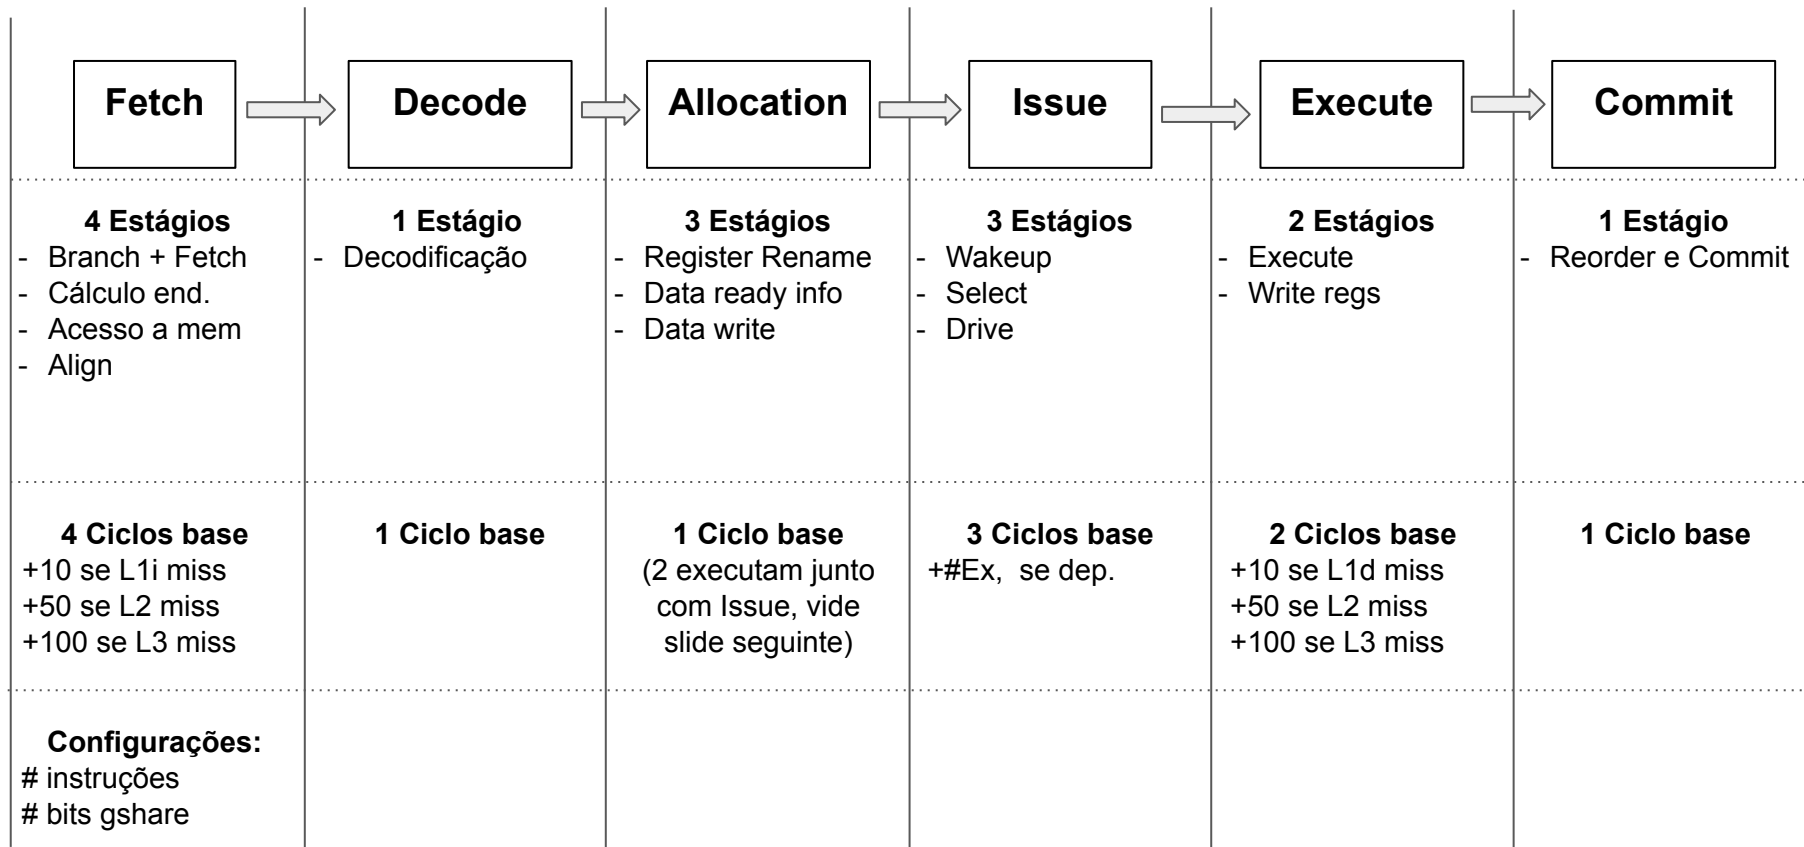 Fetch
Decode
Allocation
Issue
Execute
Commit
4 Estágios
- Branch + Fetch
- Cálculo end.
- Acesso a mem
- Align
1 Estágio
- Decodificação
3 Estágios
- Register Rename
- Data ready info
- Data write
3 Estágios
- Wakeup
- Select
- Drive
2 Estágios
- Execute
- Write regs
1 Estágio
- Reorder e Commit
4 Ciclos base
+10 se L1i miss
+50 se L2 miss
+100 se L3 miss
1 Ciclo base
1 Ciclo base
(2 executam junto
com Issue, vide
slide seguinte)
3 Ciclos base
+#Ex, se dep.
2 Ciclos base
+10 se L1d miss
+50 se L2 miss
+100 se L3 miss
1 Ciclo base
Configurações:
# instruções
# bits gshare